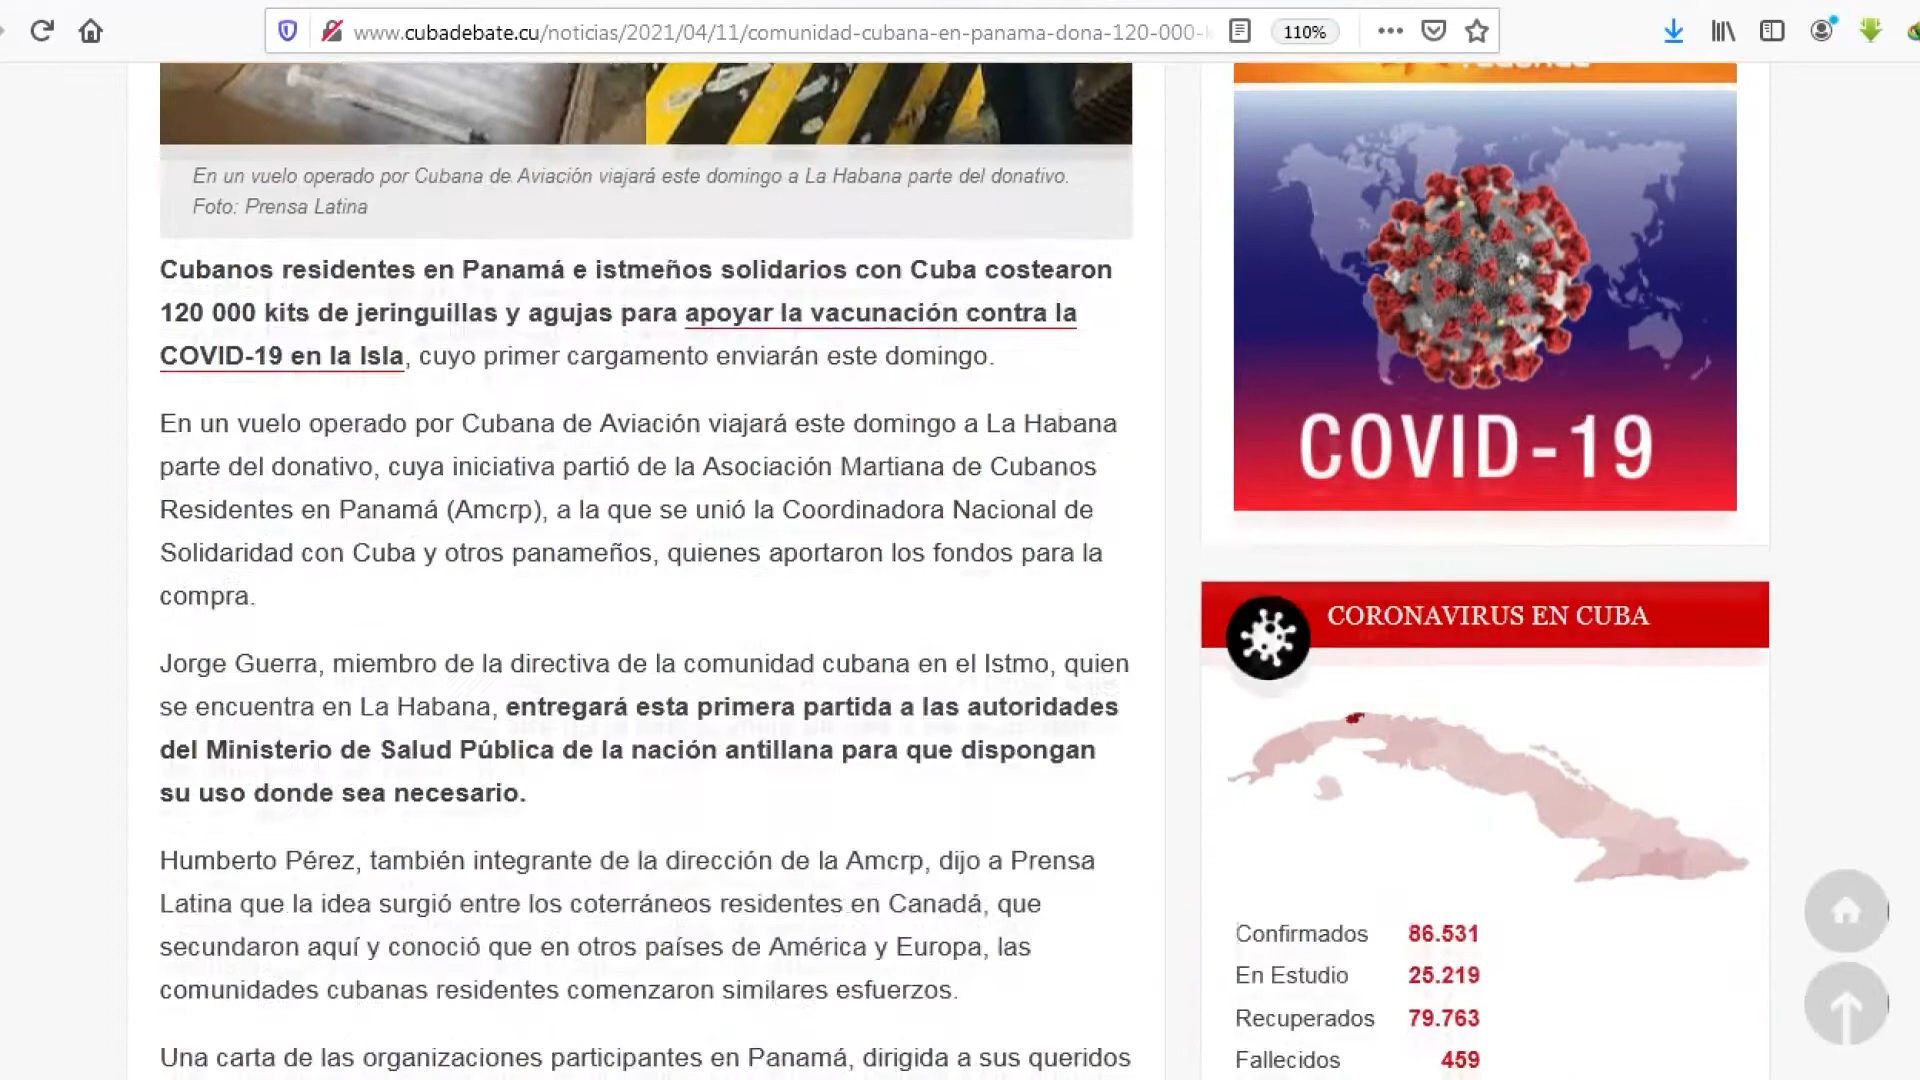 www.cubadebate.cu/noticias/2021/04/11/comunidad-cubana-en-panama-dona-120-000-
110%
En un vuelo operado por Cubana de Aviación viajará este domingo a La Habana parte del donativo.
Foto: Prensa Latina
Cubanos residentes en Panamá e istmeños solidarios con Cuba costearon
120 000 kits de jeringuillas y agujas para apoyar la vacunación contra la
COVID-19 en la Isla, cuyo primer cargamento enviarán este domingo.
En un vuelo operado por Cubana de Aviación viajará este domingo a La Habana
parte del donativo, cuya iniciativa partió de la Asociación Martiana de Cubanos
Residentes en Panamá (Amcrp), a la que se unió la Coordinadora Nacional de
Solidaridad con Cuba y otros panameños, quienes aportaron los fondos para la
compra.
Jorge Guerra, miembro de la directiva de la comunidad cubana en el Istmo, quien
se encuentra en La Habana, entregará esta primera partida a las autoridades
del Ministerio de Salud Pública de la nación antillana para que dispongan
su uso donde sea necesario.
Humberto Pérez, también integrante de la dirección de la Amcrp, dijo a Prensa
Latina que la idea surgió entre los coterráneos residentes en Canadá, que
secundaron aquí y conoció que en otros países de América y Europa, las
comunidades cubanas residentes comenzaron similares esfuerzos.
Una carta de las organizaciones participantes en Panamá, dirigida a sus queridos
COVID-19
CORONAVIRUS EN CUBA
Confirmados 86.531
En Estudio 25.219
Recuperados 79.763
Fallecidos 459